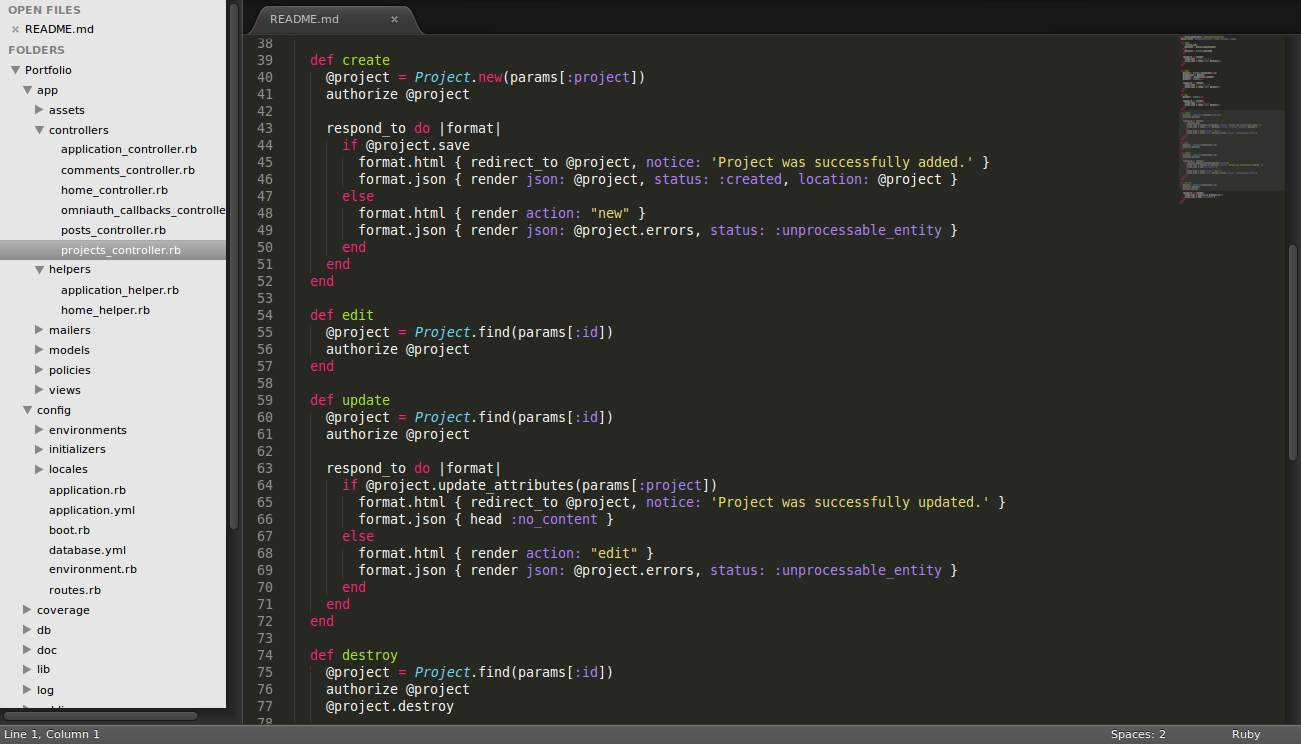 OPEN FILES
README.md
FOLDERS
Portfolio
app
assets
controllers
application_controller.rb
comments_controller.rb
home_controller.rb
omniauth_callbacks_controlle
posts_controller.rb
projects_controller.rb
helpers
application_helper.rb
home_helper.rb
mailers
models
policies
views
config
environments
initializers
locales
application.rb
application.yml
boot.rb
database.yml
environment.rb
routes.rb
coverage
db
doc
lib
log
README.md
38
39 def create
40 @project = Project.new(params[:project])
41 authorize @project
42
43 respond_to do |format|
44 if @project.save
45 format.html { redirect_to @project, notice: 'Project was successfully added.' }
46 format.json { render json: @project, status: :created, location: @project }
47 else
48 format.html { render action: "new" }
49 format.json { render json: @project.errors, status: :unprocessable_entity }
50 end
51 end
52 end
53
54 def edit
55 @project = Project.find(params[:id])
56 authorize @project
57 end
58
59 def update
60 @project = Project.find(params[:id])
61 authorize @project
62
63 respond_to do |format|
64 if @project.update_attributes(params[:project])
65 format.html { redirect_to @project, notice: 'Project was successfully updated.' }
66 format.json { head :no_content }
67 else
68 format.html { render action: "edit" }
69 format.json { render json: @project.errors, status: :unprocessable_entity }
70 end
71 end
72 end
73
74 def destroy
75 @project = Project.find(params[:id])
76 authorize @project
77 @project.destroy
78
Line 1, Column 1
Spaces: 2
Ruby